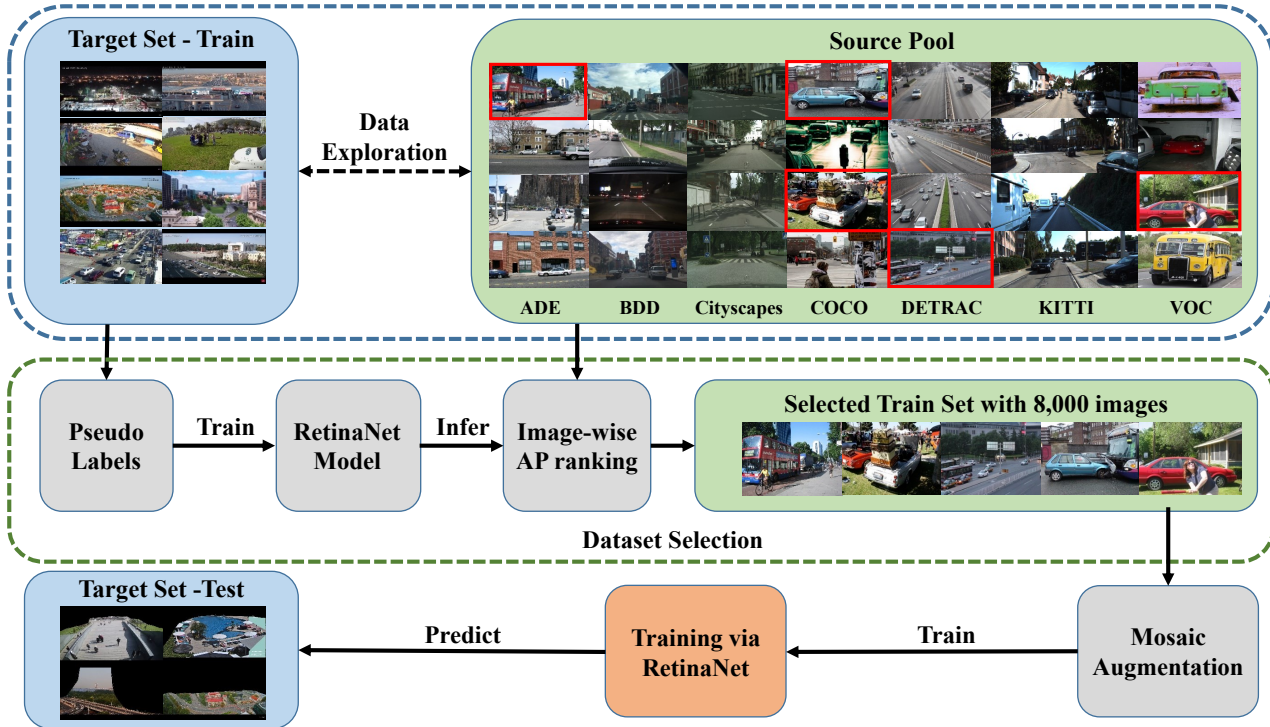 Target Set - Train
Source Pool
Data
Exploration
ADE
BDD
Cityscapes
COCO
DETRAC
KITTI
VOC
Pseudo
Labels
Train
RetinaNet
Model
Infer
Image-wise
AP ranking
Selected Train Set with 8,000 images
Dataset Selection
Target Set -Test
Predict
Training via
RetinaNet
Train
Mosaic
Augmentation